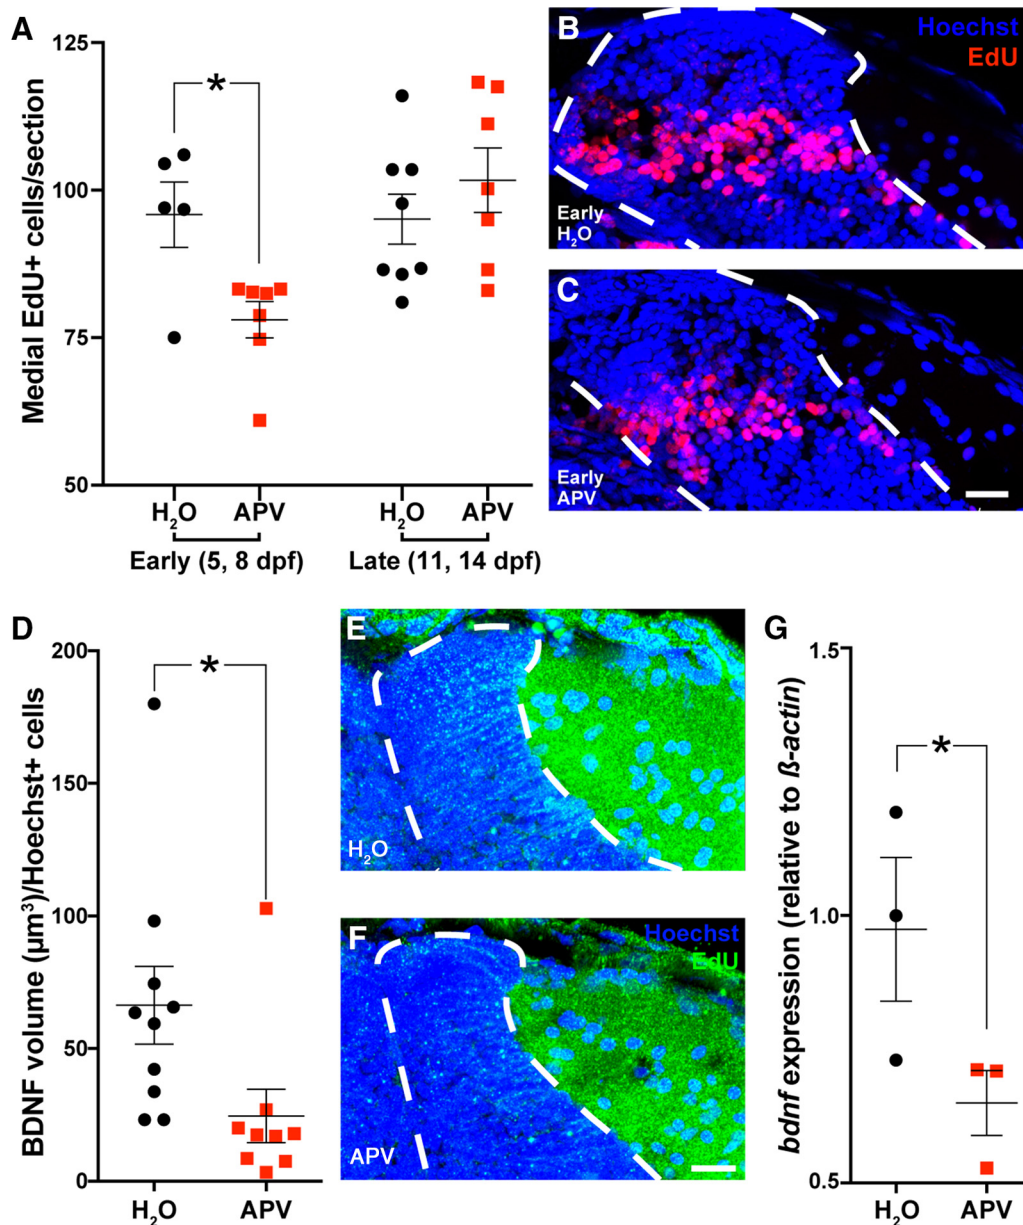 A
Medial EdU+ cells/section
125
100
75
50
*
H₂O
APV
H₂O
APV
Early (5, 8 dpf)
Late (11, 14 dpf)
B
Hoechst
EdU
Early
H₂O
C
Early
APV
D
BDNF volume (µm³)/Hoechst+ cells
200
150
100
50
0
*
H₂O
APV
E
H₂O
F
Hoechst
EdU
APV
G
bdnf expression (relative to ß-actin)
1.5
1.0
0.5
*
H₂O
APV